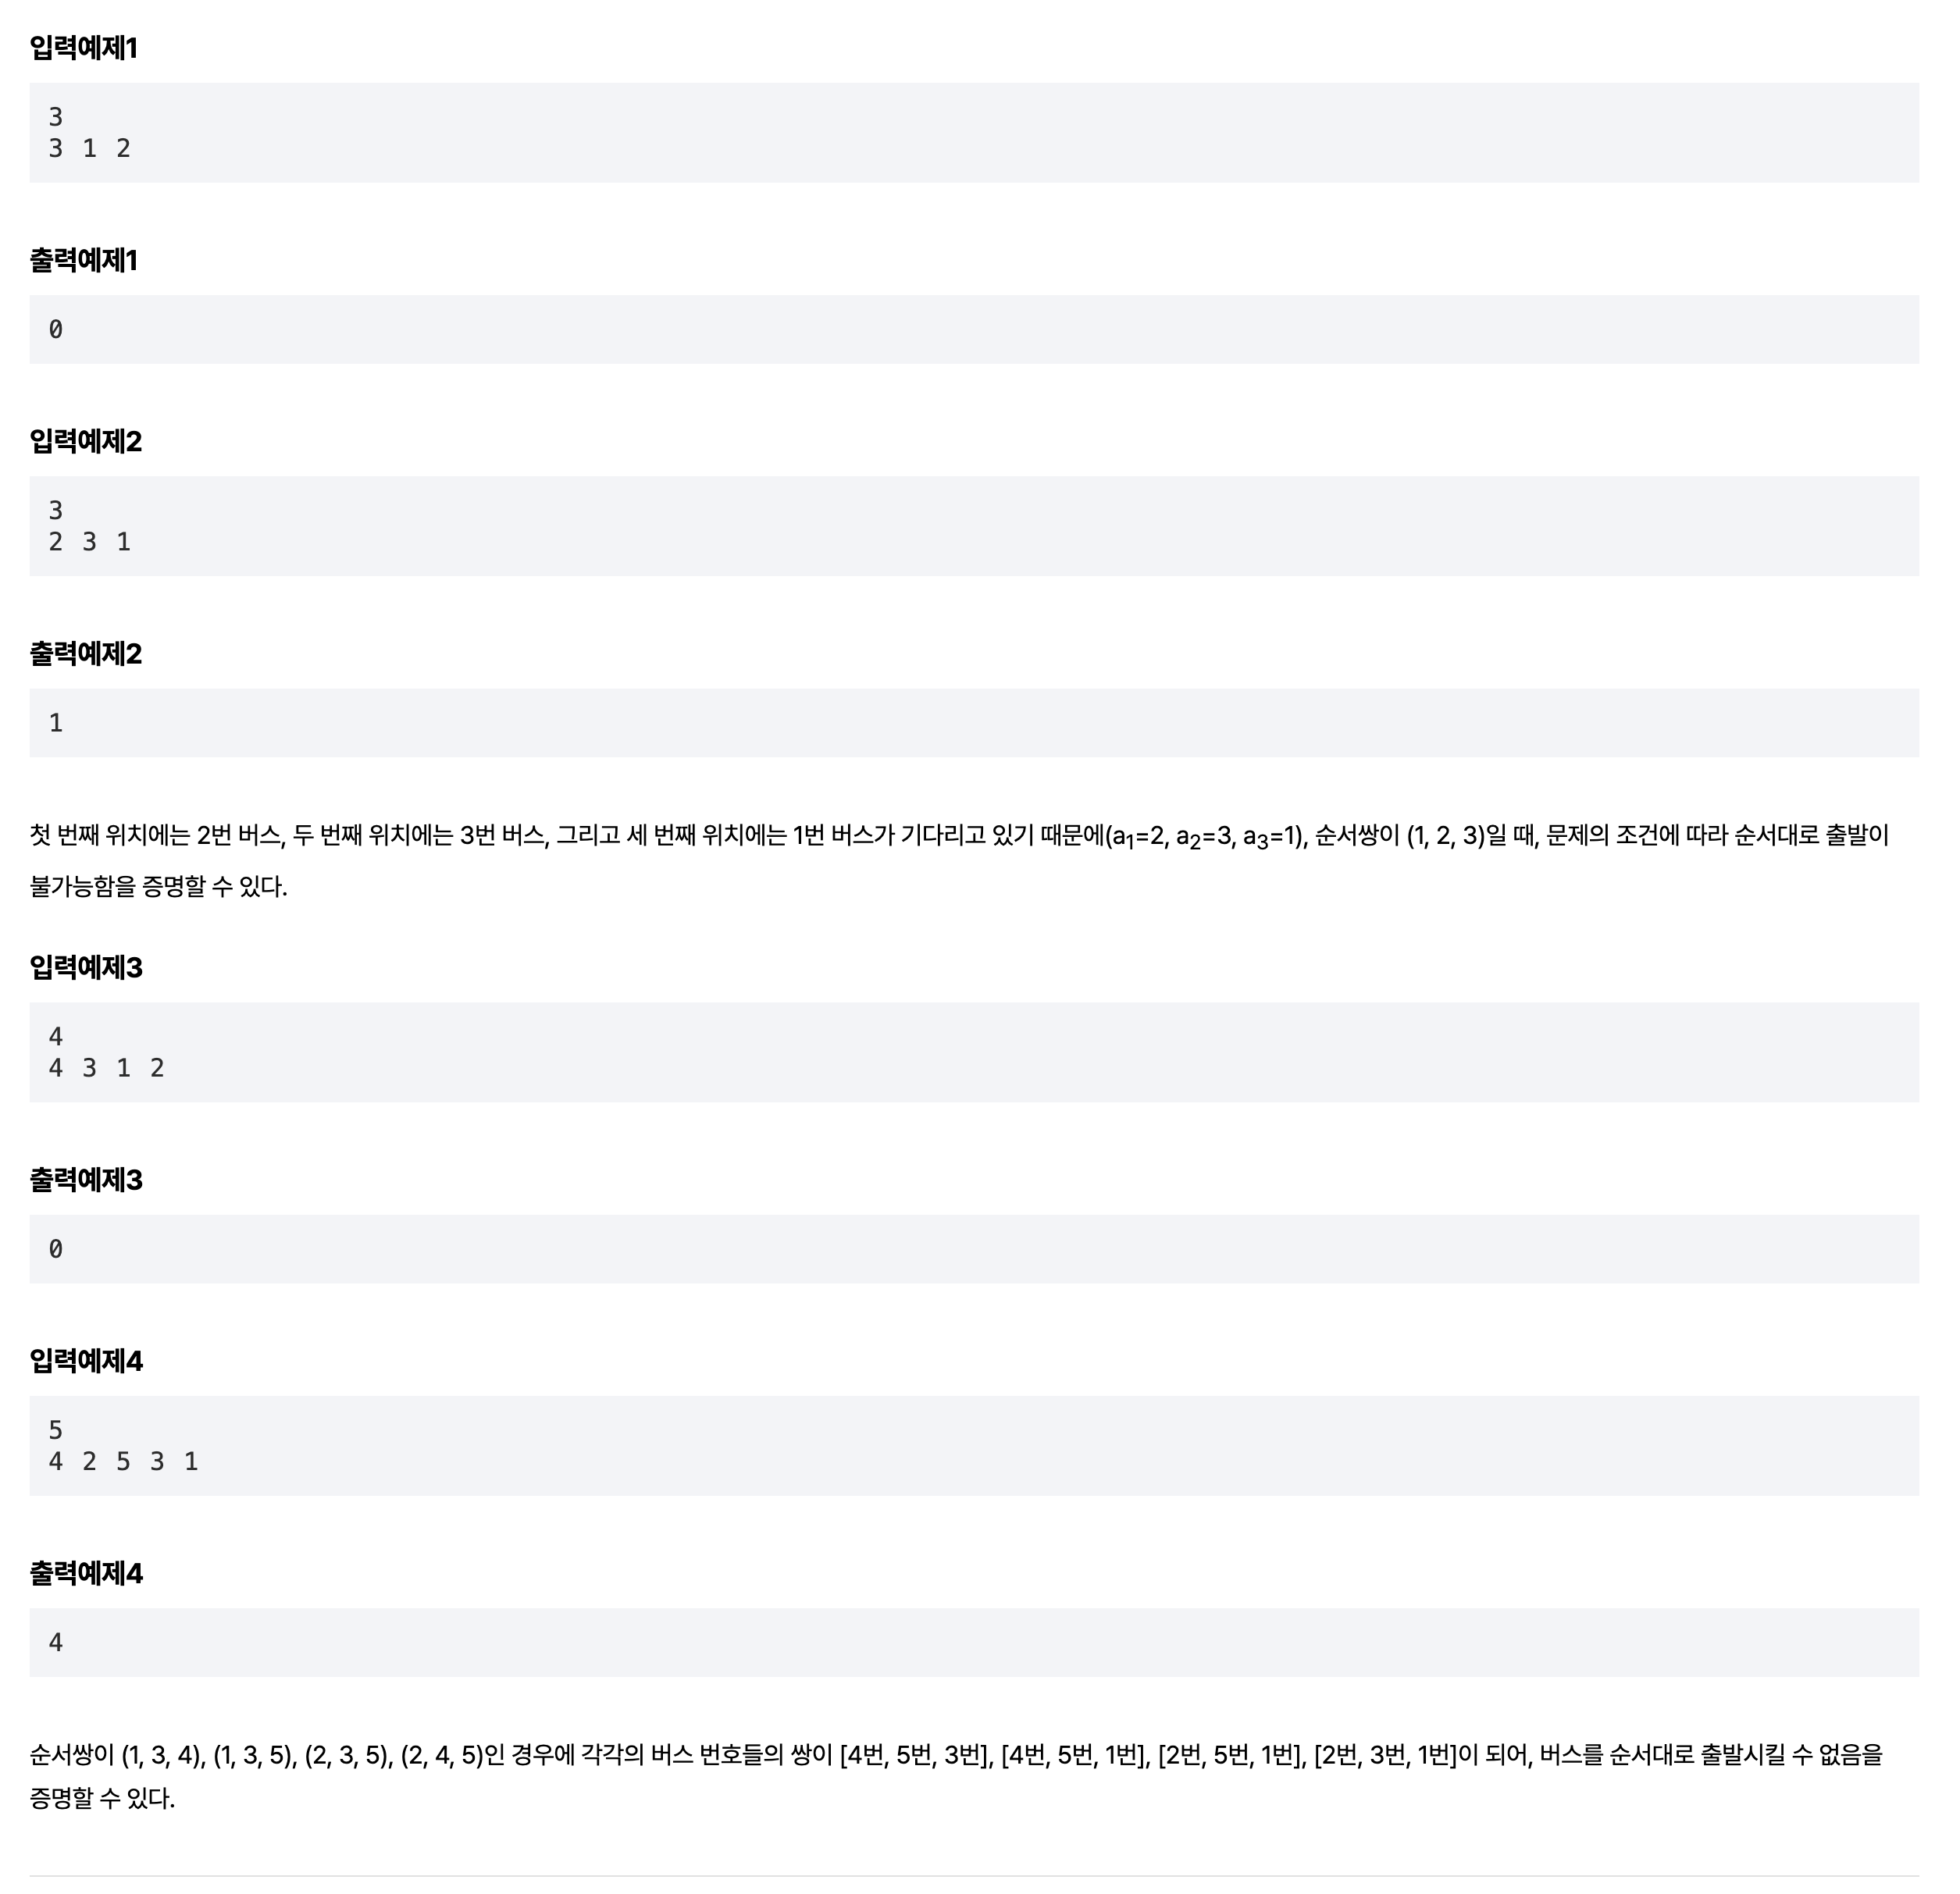 입력예제1
3
3 1 2
출력예제1
0
입력예제2
3
2 3 1
출력예제2
1
첫 번째 위치에는 2번 버스, 두 번째 위치에는 3번 버스, 그리고 세 번째 위치에는 1번 버스가 기다리고 있기 때문에(a₁=2, a₂=3, a₃=1), 순서쌍이 (1, 2, 3)일 때, 문제의 조건에 따라 순서대로 출발이
불가능함을 증명할 수 있다.
입력예제3
4
4 3 1 2
출력예제3
0
입력예제4
5
4 2 5 3 1
출력예제4
4
순서쌍이 (1, 3, 4), (1, 3, 5), (2, 3, 5), (2, 4, 5)인 경우에 각각의 버스 번호들의 쌍이 [4번, 5번, 3번], [4번, 5번, 1번], [2번, 5번, 1번], [2번, 3번, 1번]이 되어, 버스를 순서대로 출발시킬 수 없음을
증명할 수 있다.